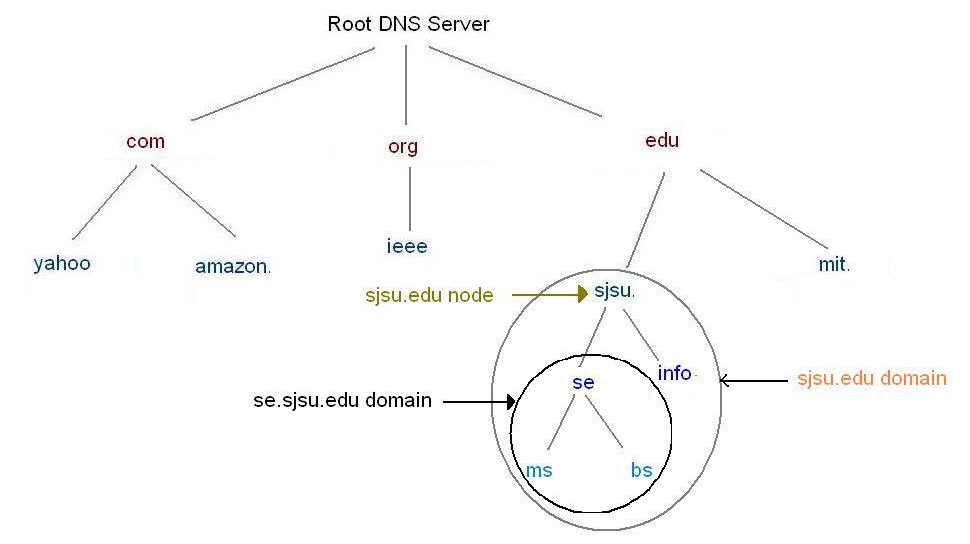 Root DNS Server
com
org
edu
yahoo
amazon.
ieee
mit.
sjsu.edu node
sjsu.
se
info
sjsu.edu domain
se.sjsu.edu domain
ms
bs